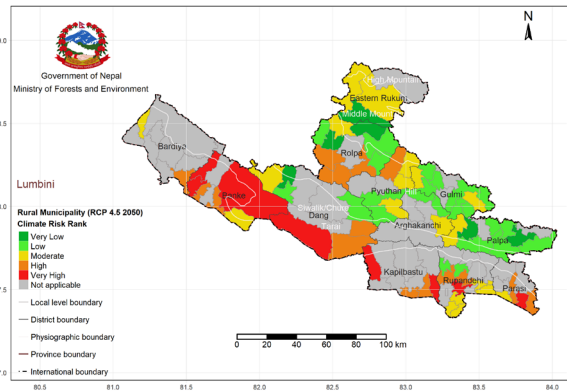 N
Government of Nepal
Ministry of Forests and Environment
High Mountain
Eastern Rukum
Middle Mount
Bardiya
Rolpa
Lumbini
Pyuthan
Gulmi
Banke
Siwalik/Churia
Dang
Terai
Arghakanchi
Palpa
Kapilbastu
Rupandehi
Parasi
Rural Municipality (RCP 4.5 2050)
Climate Risk Rank
Very Low
Low
Moderate
High
Very High
Not applicable
Local level boundary
District boundary
Physiographic boundary
Province boundary
International boundary
0 20 40 60 80 100 km
80.5 81.0 81.5 82.0 82.5 83.0 83.5 84.0